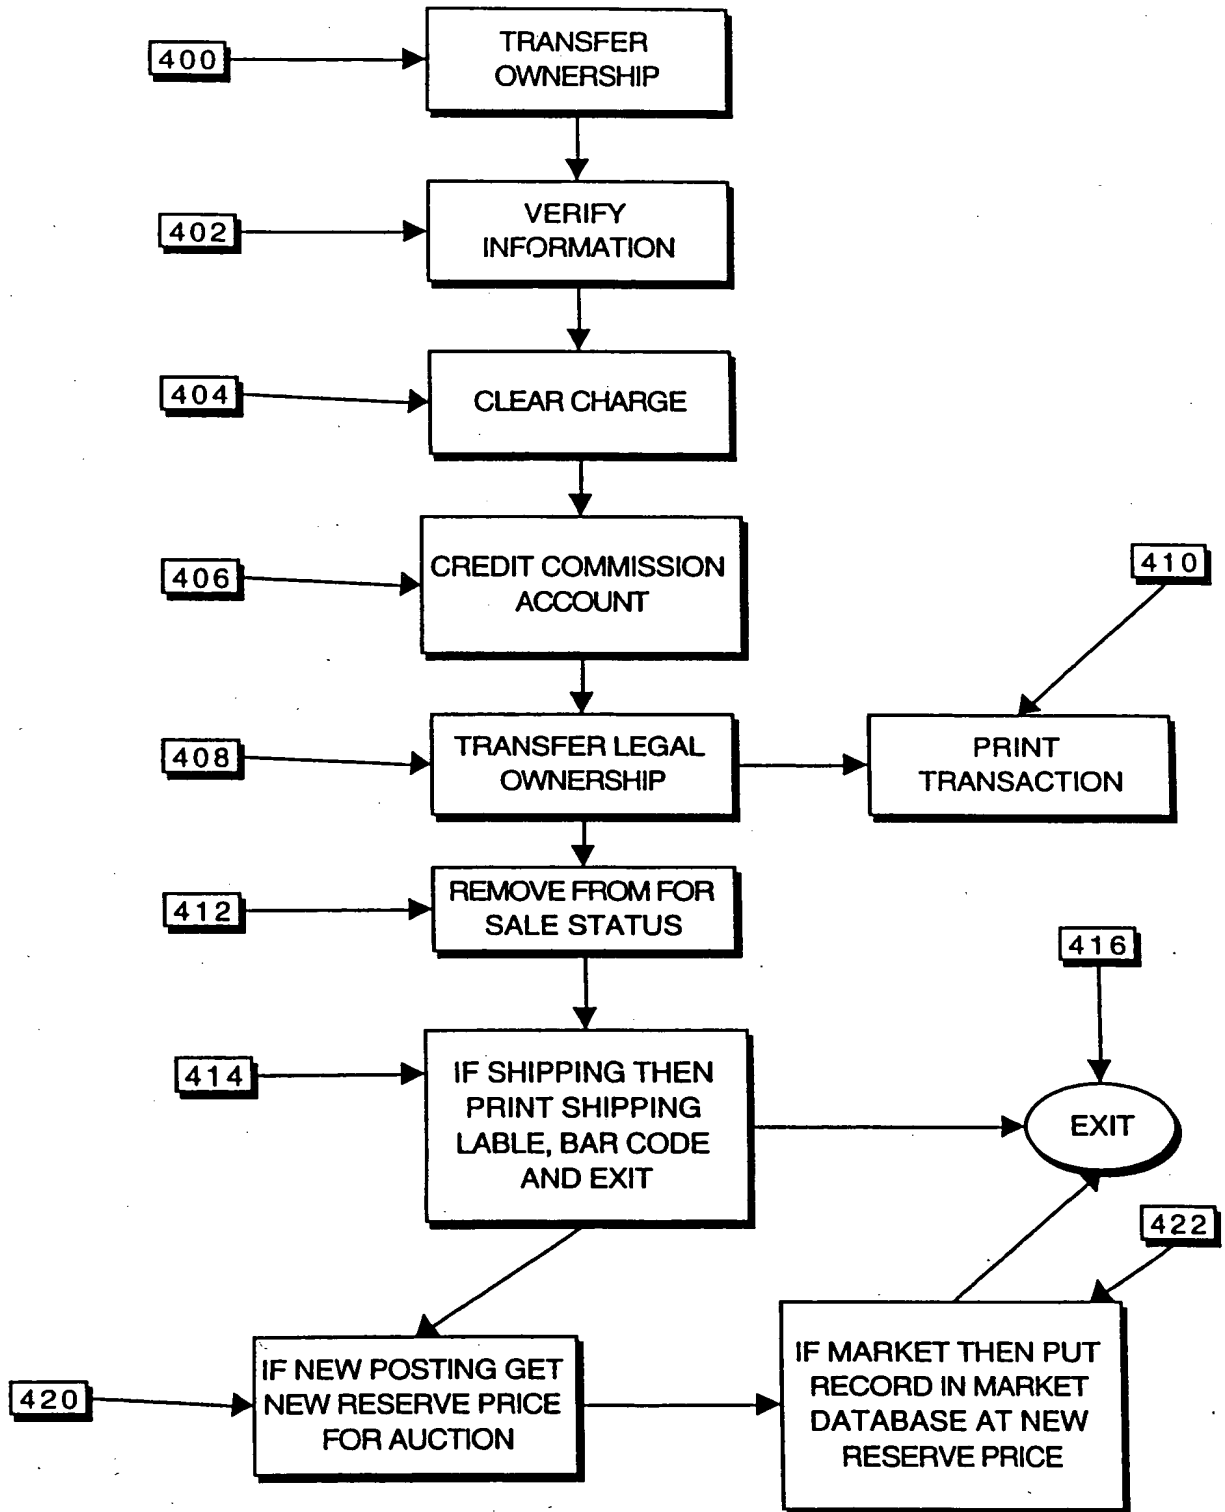 400
TRANSFER
OWNERSHIP
402
VERIFY
INFORMATION
404
CLEAR CHARGE
406
CREDIT COMMISSION
ACCOUNT
410
408
TRANSFER LEGAL
OWNERSHIP
PRINT
TRANSACTION
412
REMOVE FROM FOR
SALE STATUS
416
414
IF SHIPPING THEN
PRINT SHIPPING
LABLE, BAR CODE
AND EXIT
EXIT
422
420
IF NEW POSTING GET
NEW RESERVE PRICE
FOR AUCTION
IF MARKET THEN PUT
RECORD IN MARKET
DATABASE AT NEW
RESERVE PRICE